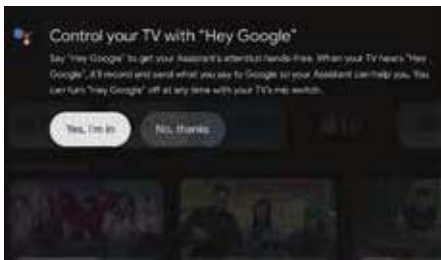 Control your TV with "Hey Google"
Say "Hey Google" to get your Assistant's attention hands-free. When your TV hears "Hey
Google", it'll record and send what you say to Google so your Assistant can help you. You
can turn "Hey Google" off at any time with your TV's mic switch.
Yes, I'm in
No, thanks